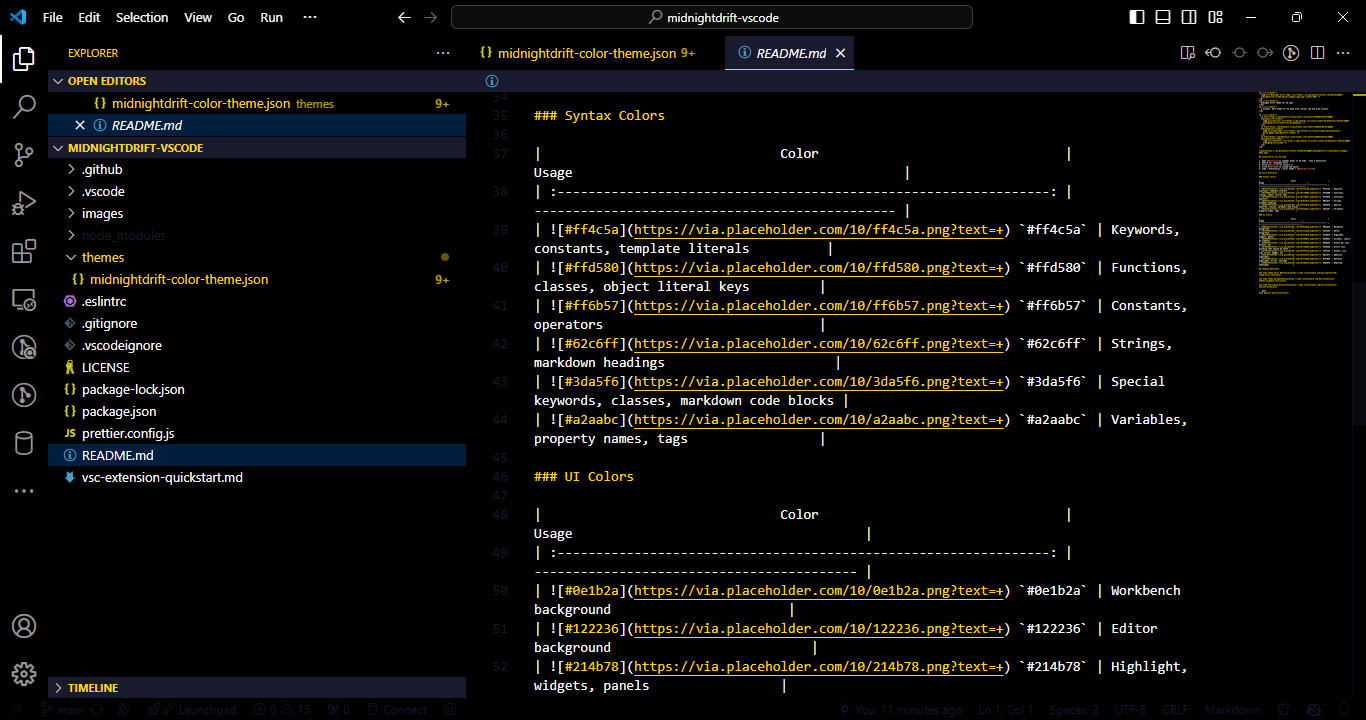 File Edit Selection View Go Run ··· midnightdrift-vscode
EXPLORER ···
OPEN EDITORS
midnightdrift-color-theme.json themes 9+
README.md
MIDNIGHTDRIFT-VSCODE
.github
.vscode
images
node_modules
themes
midnightdrift-color-theme.json 9+
.eslintrc
.gitignore
.vscodeignore
LICENSE
package-lock.json
package.json
JS prettier.config.js
README.md
vsc-extension-quickstart.md
TIMELINE
midnightdrift-color-theme.json 9+ README.md
34
35 ### Syntax Colors
36
37 | Color |
Usage |
38 | :----------------------------------------------------------------: |
----------------------------------------------- |
39 | ![#ff4c5a](https://via.placeholder.com/10/ff4c5a.png?text=+) `#ff4c5a` | Keywords,
constants, template literals |
40 | ![#ffd580](https://via.placeholder.com/10/ffd580.png?text=+) `#ffd580` | Functions,
classes, object literal keys |
41 | ![#ff6b57](https://via.placeholder.com/10/ff6b57.png?text=+) `#ff6b57` | Constants,
operators |
42 | ![#62c6ff](https://via.placeholder.com/10/62c6ff.png?text=+) `#62c6ff` | Strings,
markdown headings |
43 | ![#3da5f6](https://via.placeholder.com/10/3da5f6.png?text=+) `#3da5f6` | Special
keywords, classes, markdown code blocks |
44 | ![#a2aabc](https://via.placeholder.com/10/a2aabc.png?text=+) `#a2aabc` | Variables,
property names, tags |
45
46 ### UI Colors
47
48 | Color |
Usage |
49 | :----------------------------------------------------------------: |
------------------------------------------ |
50 | ![#0e1b2a](https://via.placeholder.com/10/0e1b2a.png?text=+) `#0e1b2a` | Workbench
background |
51 | ![#122236](https://via.placeholder.com/10/122236.png?text=+) `#122236` | Editor
background |
52 | ![#214b78](https://via.placeholder.com/10/214b78.png?text=+) `#214b78` | Highlight,
widgets, panels |
main Launchpad 0 15 0 Connect You, 11 minutes ago Ln 1, Col 1 Spaces: 2 UTF-8 CRLF Markdown